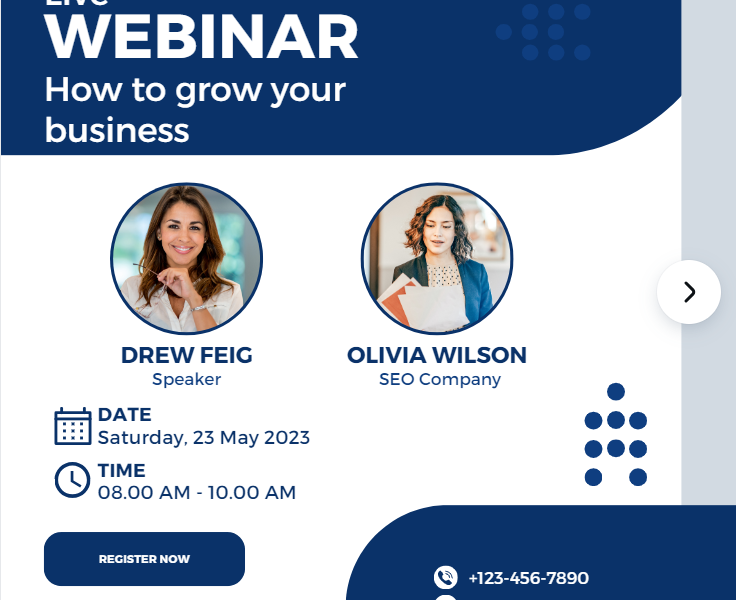 Live
WEBINAR
How to grow your
business
DREW FEIG
Speaker
OLIVIA WILSON
SEO Company
DATE
Saturday, 23 May 2023
TIME
08.00 AM - 10.00 AM
REGISTER NOW
+123-456-7890